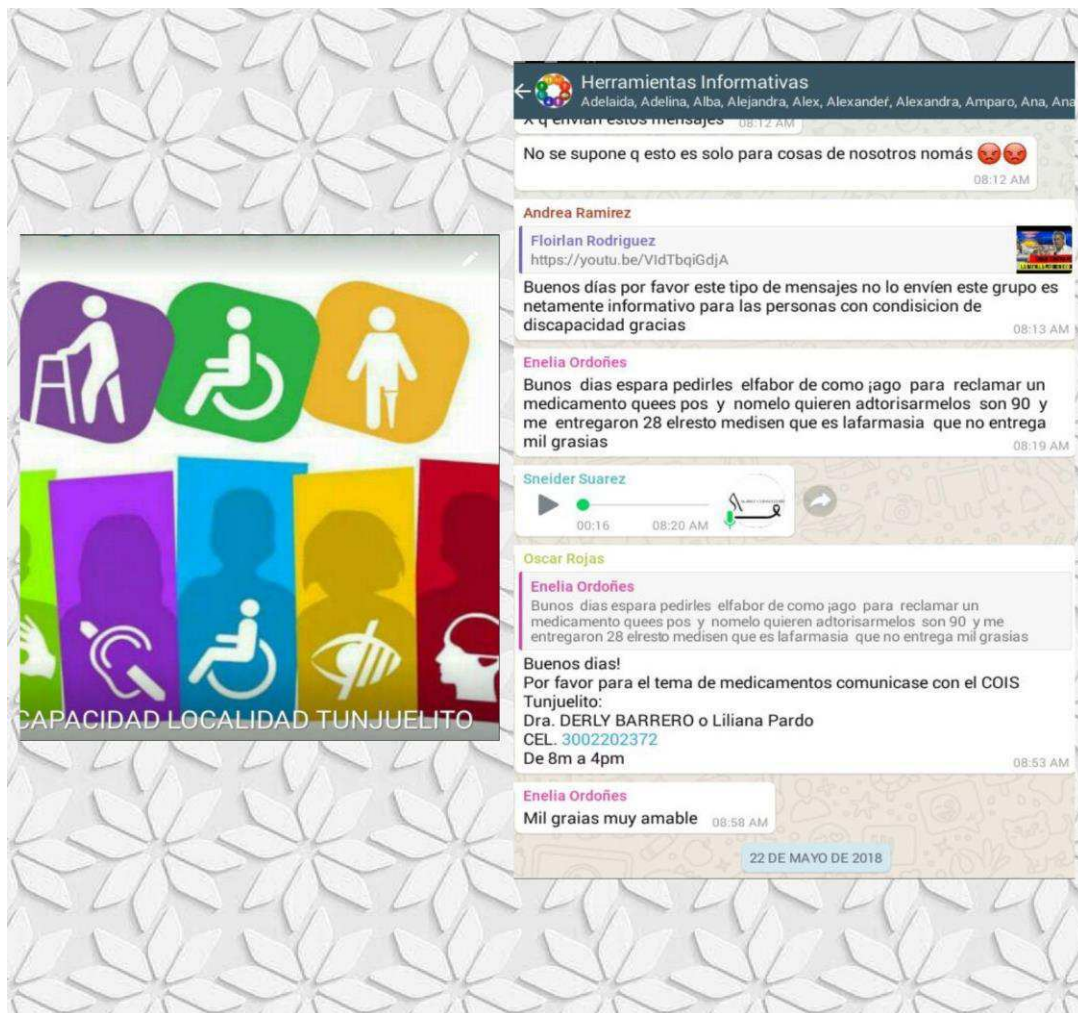 CAPACIDAD LOCALIDAD TUNJUELITO
Herramientas Informativas
Adelaida, Adelina, Alba, Alejandra, Alex, Alexandeŕ, Alexandra, Amparo, Ana, Ana
X q envían estos mensajes 08:12 AM
No se supone q esto es solo para cosas de nosotros nomás 😡😡
08:12 AM
Andrea Ramirez
Floirlan Rodriguez
https://youtu.be/VIdTbqiGdjA
Buenos días por favor este tipo de mensajes no lo envíen este grupo es
netamente informativo para las personas con condisicion de
discapacidad gracias
08:13 AM
Enelia Ordoñes
Bunos dias espara pedirles elfabor de como ¡ago para reclamar un
medicamento quees pos y nomelo quieren adtorisarmelos son 90 y
me entregaron 28 elresto medisen que es lafarmasia que no entrega
mil grasias
08:19 AM
Sneider Suarez
00:16 08:20 AM
Oscar Rojas
Enelia Ordoñes
Bunos dias espara pedirles elfabor de como ¡ago para reclamar un
medicamento quees pos y nomelo quieren adtorisarmelos son 90 y me
entregaron 28 elresto medisen que es lafarmasia que no entrega mil grasias
Buenos dias!
Por favor para el tema de medicamentos comunicase con el COIS
Tunjuelito:
Dra. DERLY BARRERO o Liliana Pardo
CEL. 3002202372
De 8m a 4pm
08:53 AM
Enelia Ordoñes
Mil graias muy amable 08:58 AM
22 DE MAYO DE 2018